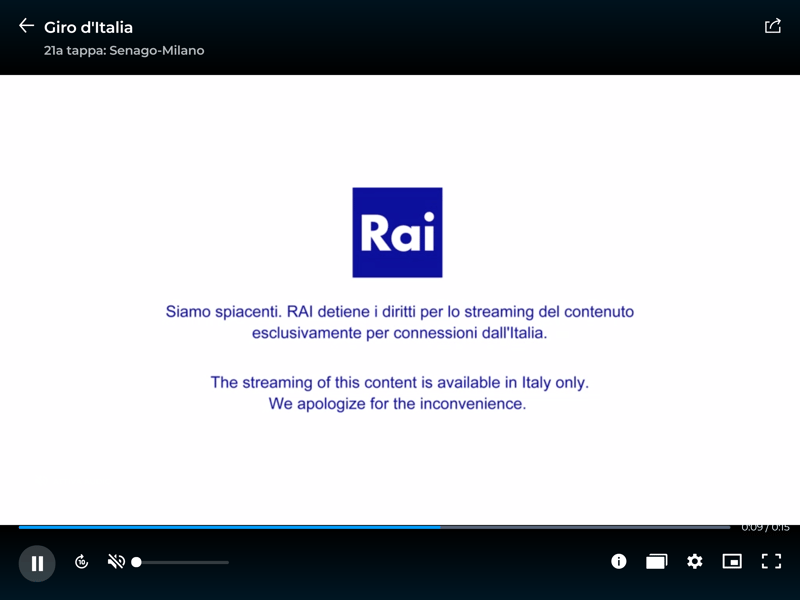 Giro d'Italia
21a tappa: Senago-Milano
Rai
Siamo spiacenti. RAI detiene i diritti per lo streaming del contenuto
esclusivamente per connessioni dall'Italia.
The streaming of this content is available in Italy only.
We apologize for the inconvenience.
0:09 / 0:15
10